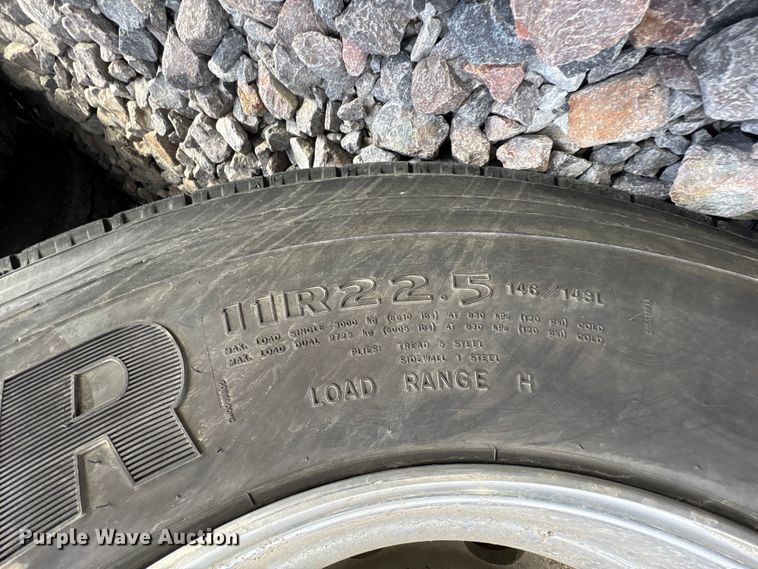 11R22.5 146/143L
MAX. LOAD SINGLE 3000 kg (6610 lbs) AT 830 kPa (120 PSI) COLD
MAX. LOAD DUAL 2725 kg (6005 lbs) AT 830 kPa (120 PSI) COLD
PLIES: TREAD 5 STEEL
SIDEWALL 1 STEEL
LOAD RANGE H
R
Purple Wave Auction